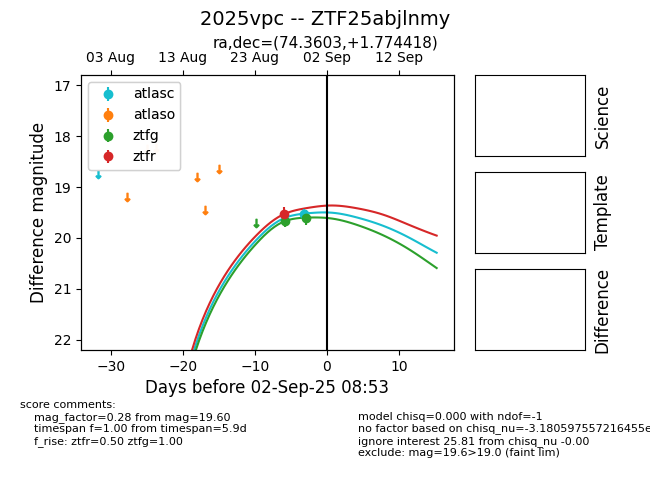 2025vpc -- ZTF25abjlnmy
ra,dec=(74.3603,+1.774418)
03 Aug 13 Aug 23 Aug 02 Sep 12 Sep
atlasc
atlaso
ztfg
ztfr
17
18
19
20
21
22
Difference magnitude
−30 −20 −10 0 10
Days before 02-Sep-25 08:53
Science
Template
Difference
score comments:
mag_factor=0.28 from mag=19.60
timespan f=1.00 from timespan=5.9d
f_rise: ztfr=0.50 ztfg=1.00
model chisq=0.000 with ndof=-1
no factor based on chisq_nu=-3.180597557216455e
ignore interest 25.81 from chisq_nu -0.00
exclude: mag=19.6>19.0 (faint lim)